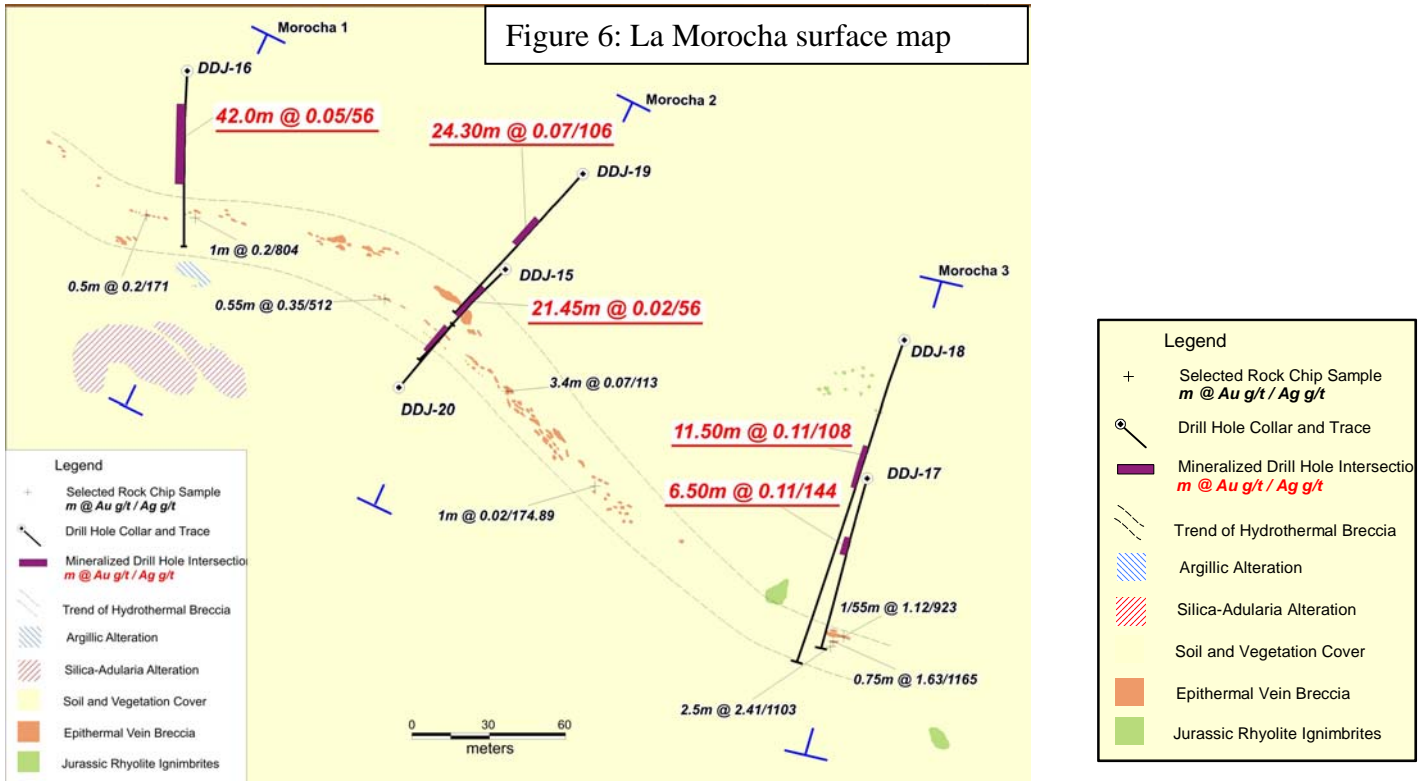 Figure 6: La Morocha surface map
Morocha 1
DDJ-16
42.0m @ 0.05/56
Morocha 2
24.30m @ 0.07/106
DDJ-19
1m @ 0.2/804
0.5m @ 0.2/171
DDJ-15
0.55m @ 0.35/512
21.45m @ 0.02/56
Morocha 3
DDJ-18
3.4m @ 0.07/113
DDJ-20
11.50m @ 0.11/108
DDJ-17
6.50m @ 0.11/144
1m @ 0.02/174.89
1/55m @ 1.12/923
0.75m @ 1.63/1165
2.5m @ 2.41/1103
0 30 60
meters
Legend
Selected Rock Chip Sample
m @ Au g/t / Ag g/t
Drill Hole Collar and Trace
Mineralized Drill Hole Intersectio
m @ Au g/t / Ag g/t
Trend of Hydrothermal Breccia
Argillic Alteration
Silica-Adularia Alteration
Soil and Vegetation Cover
Epithermal Vein Breccia
Jurassic Rhyolite Ignimbrites
Legend
Selected Rock Chip Sample
m @ Au g/t / Ag g/t
Drill Hole Collar and Trace
Mineralized Drill Hole Intersectio
m @ Au g/t / Ag g/t
Trend of Hydrothermal Breccia
Argillic Alteration
Silica-Adularia Alteration
Soil and Vegetation Cover
Epithermal Vein Breccia
Jurassic Rhyolite Ignimbrites